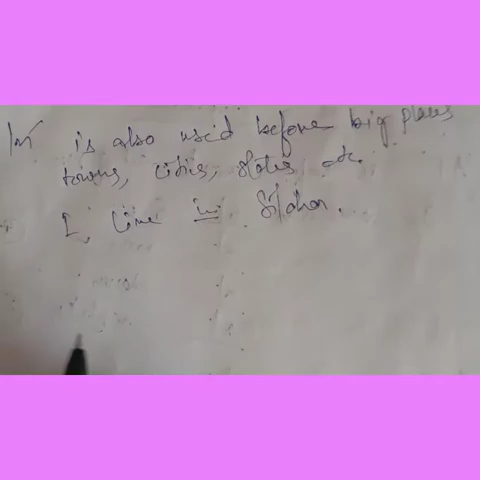 'In' is also used before big places
towns, cities, states etc.
I live in